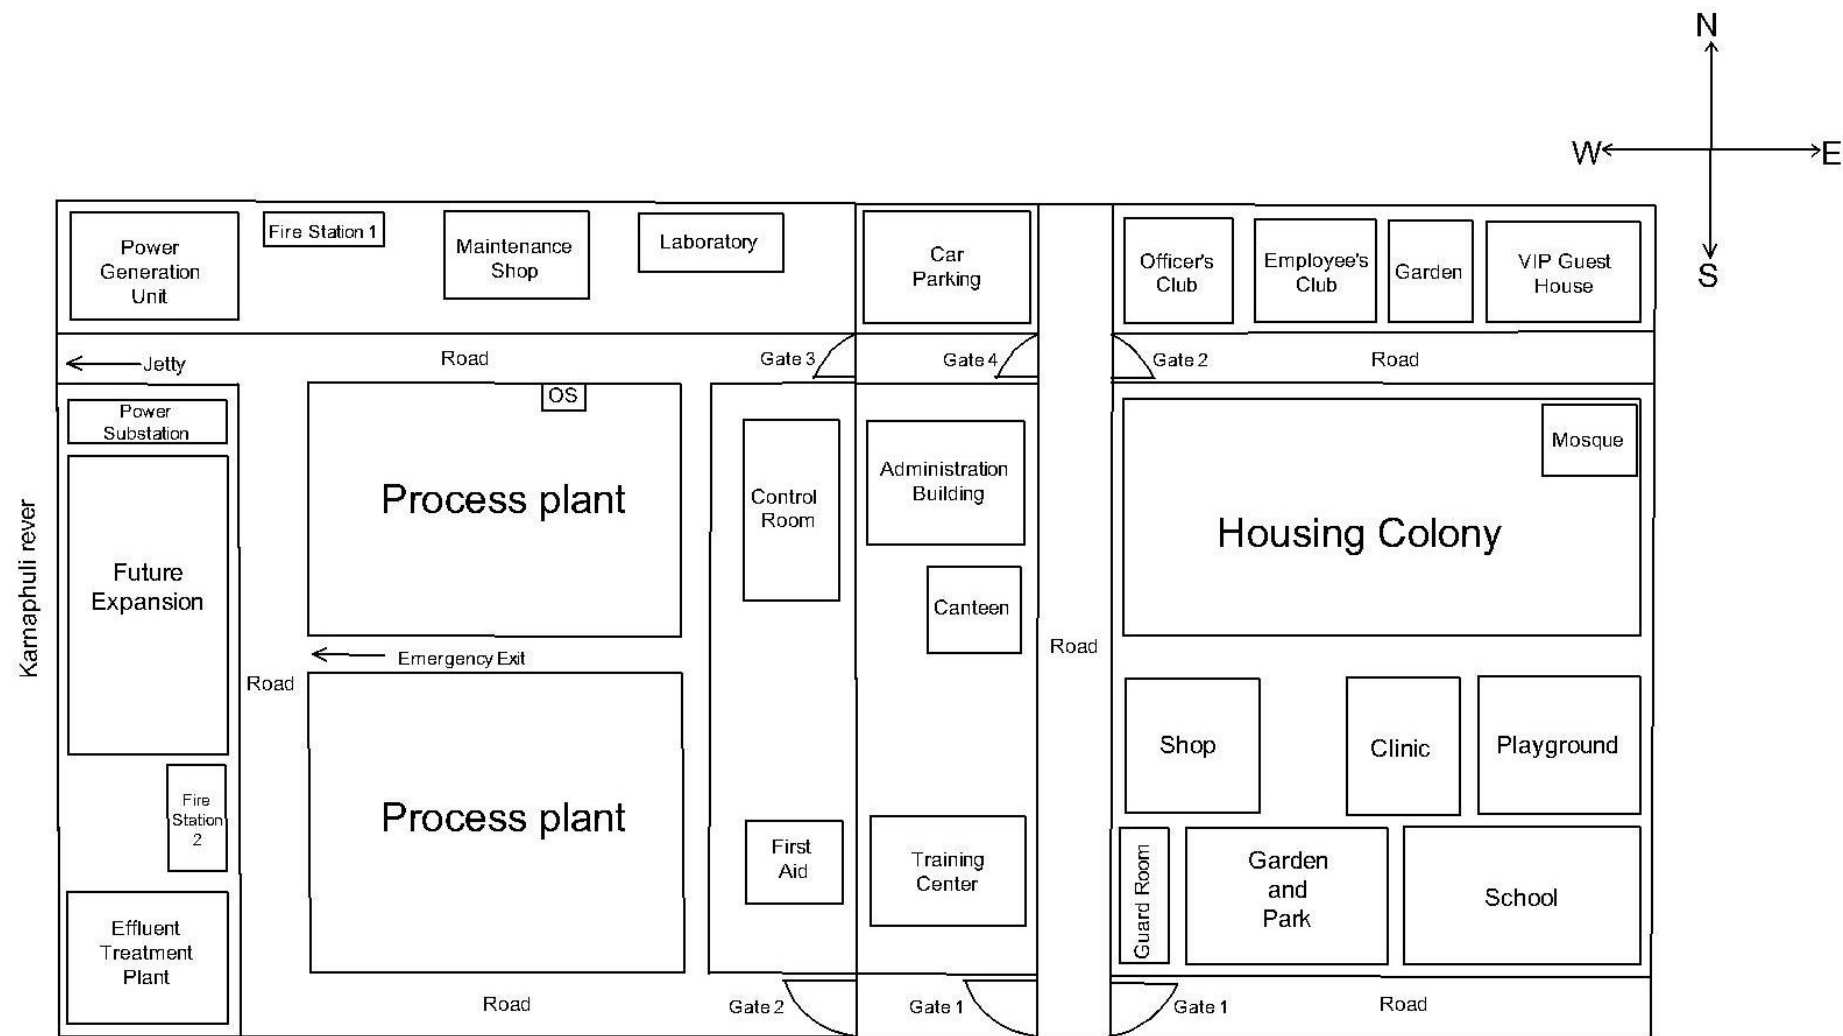 N
W
E
S
Power
Generation
Unit
Fire Station 1
Maintenance
Shop
Laboratory
Car
Parking
Officer's
Club
Employee's
Club
Garden
VIP Guest
House
Jetty
Road
Gate 3
Gate 4
Gate 2
Road
Power
Substation
OS
Process plant
Control
Room
Administration
Building
Mosque
Housing Colony
Karnaphuli rever
Future
Expansion
Canteen
Emergency Exit
Road
Road
Shop
Clinic
Playground
Fire
Station
2
Process plant
First
Aid
Training
Center
Guard Room
Garden
and
Park
School
Effluent
Treatment
Plant
Road
Gate 2
Gate 1
Gate 1
Road